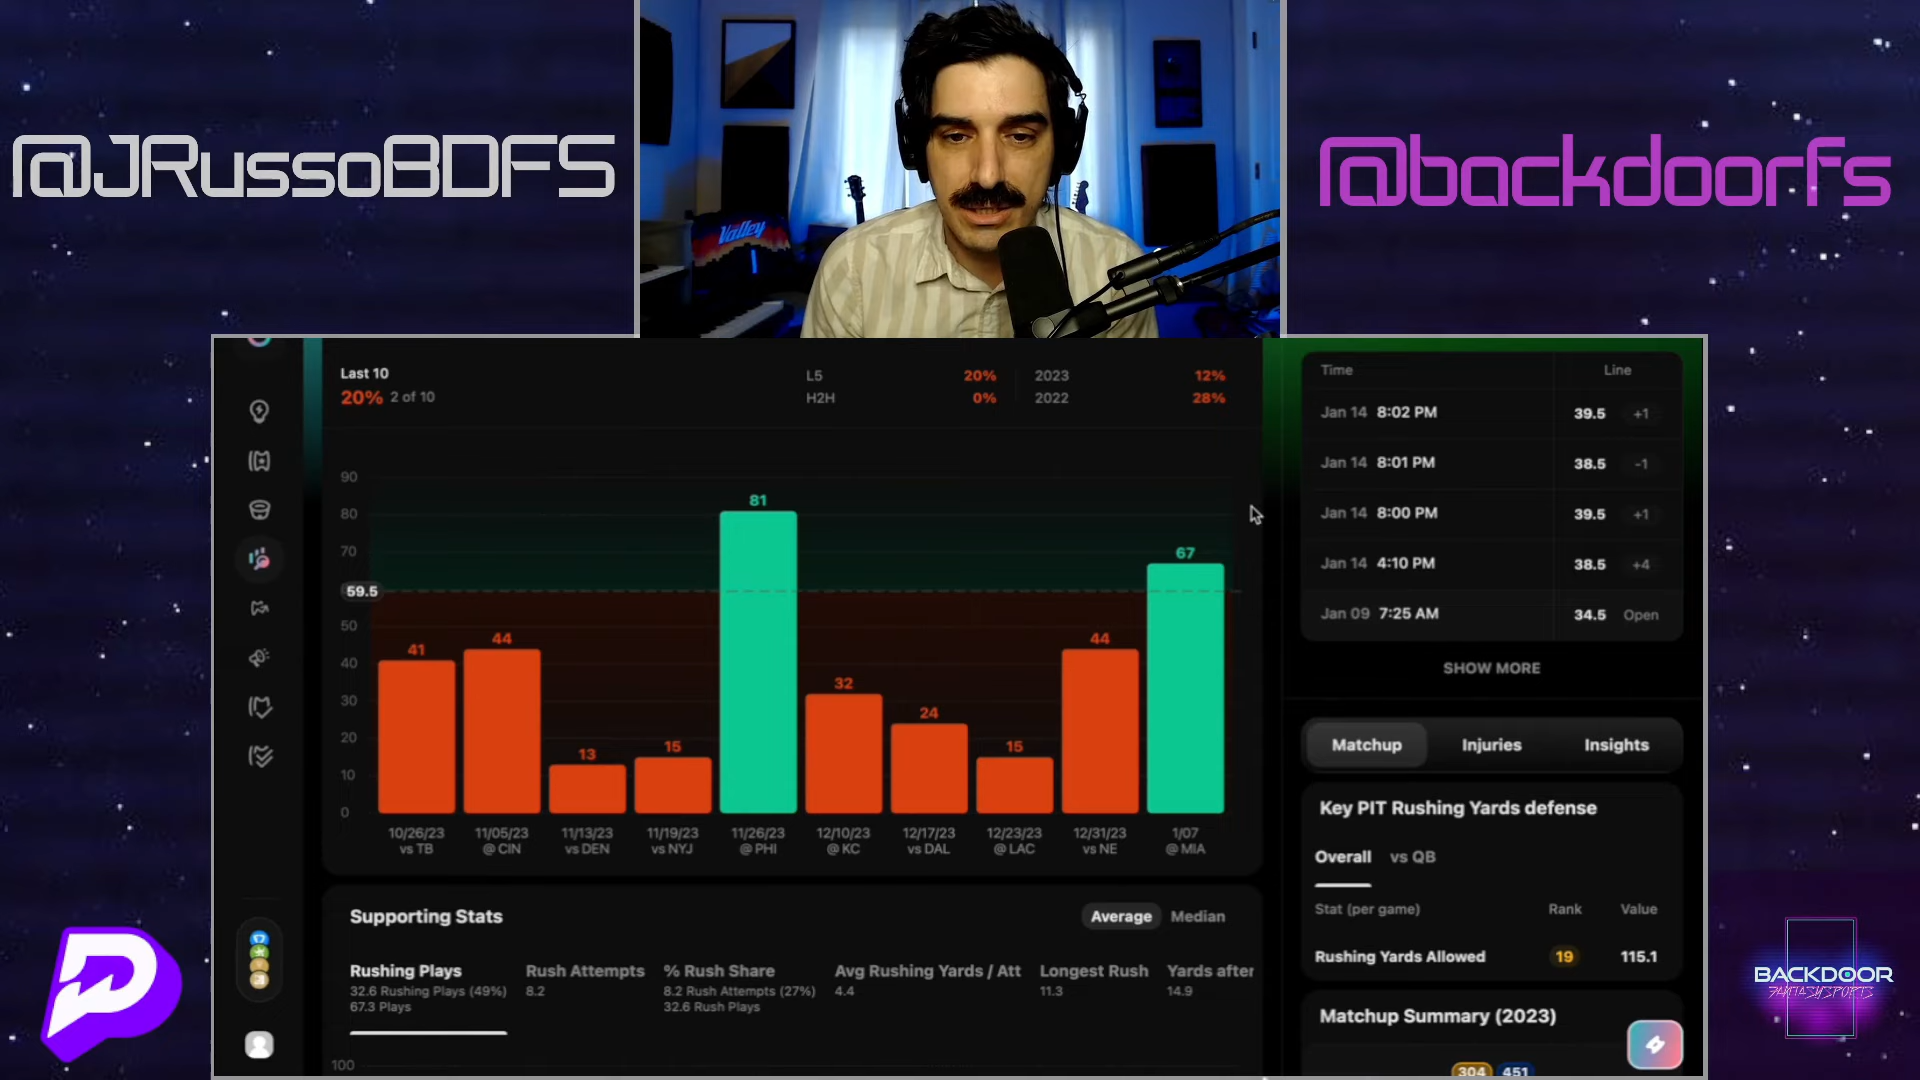 @JRussoBDFS
@backdoorfs
Valley
Last 10
20% 2 of 10
L5 20% 2023 12%
H2H 0% 2022 28%
90
80
70
59.5
50
40
30
20
10
0
41
44
13
15
81
32
24
15
44
67
10/26/23 11/05/23 11/13/23 11/19/23 11/26/23 12/10/23 12/17/23 12/23/23 12/31/23 1/07
vs TB @ CIN vs DEN vs NYJ @ PHI @ KC vs DAL @ LAC vs NE @ MIA
Supporting Stats
Average Median
Rushing Plays Rush Attempts % Rush Share Avg Rushing Yards / Att Longest Rush Yards after
32.6 Rushing Plays (49%) 8.2 8.2 Rush Attempts (27%) 4.4 11.3 14.9
67.3 Plays 32.6 Rush Plays
100
Time Line
Jan 14 8:02 PM 39.5 +1
Jan 14 8:01 PM 38.5 -1
Jan 14 8:00 PM 39.5 +1
Jan 14 4:10 PM 38.5 +4
Jan 09 7:25 AM 34.5 Open
SHOW MORE
Matchup Injuries Insights
Key PIT Rushing Yards defense
Overall vs QB
Stat (per game) Rank Value
Rushing Yards Allowed 19 115.1
Matchup Summary (2023)
304 451
BACKDOOR
FANTASY SPORTS